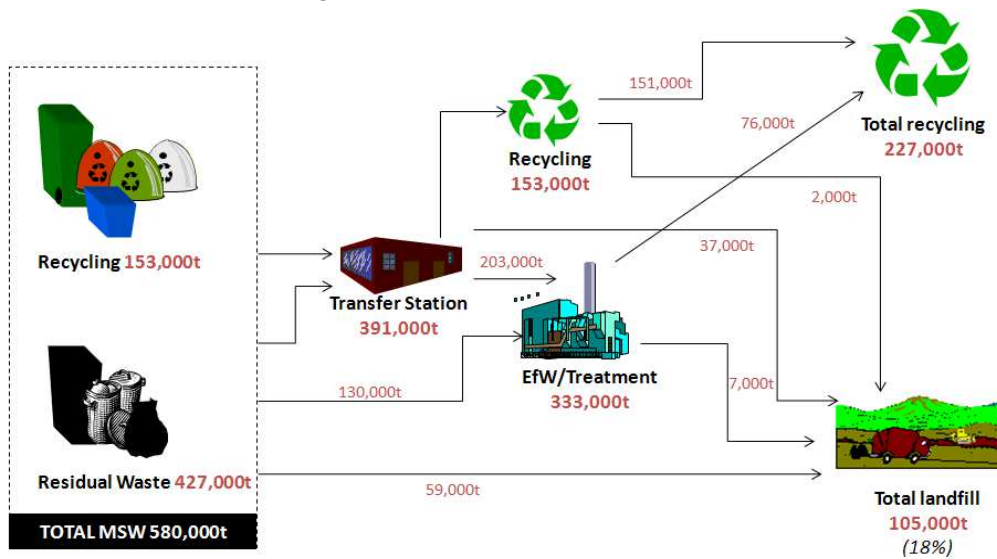 151,000t
76,000t
Total recycling
227,000t
Recycling
153,000t
2,000t
Recycling 153,000t
37,000t
203,000t
Transfer Station
391,000t
EfW/Treatment
333,000t
130,000t
7,000t
Residual Waste 427,000t
59,000t
Total landfill
105,000t
(18%)
TOTAL MSW 580,000t